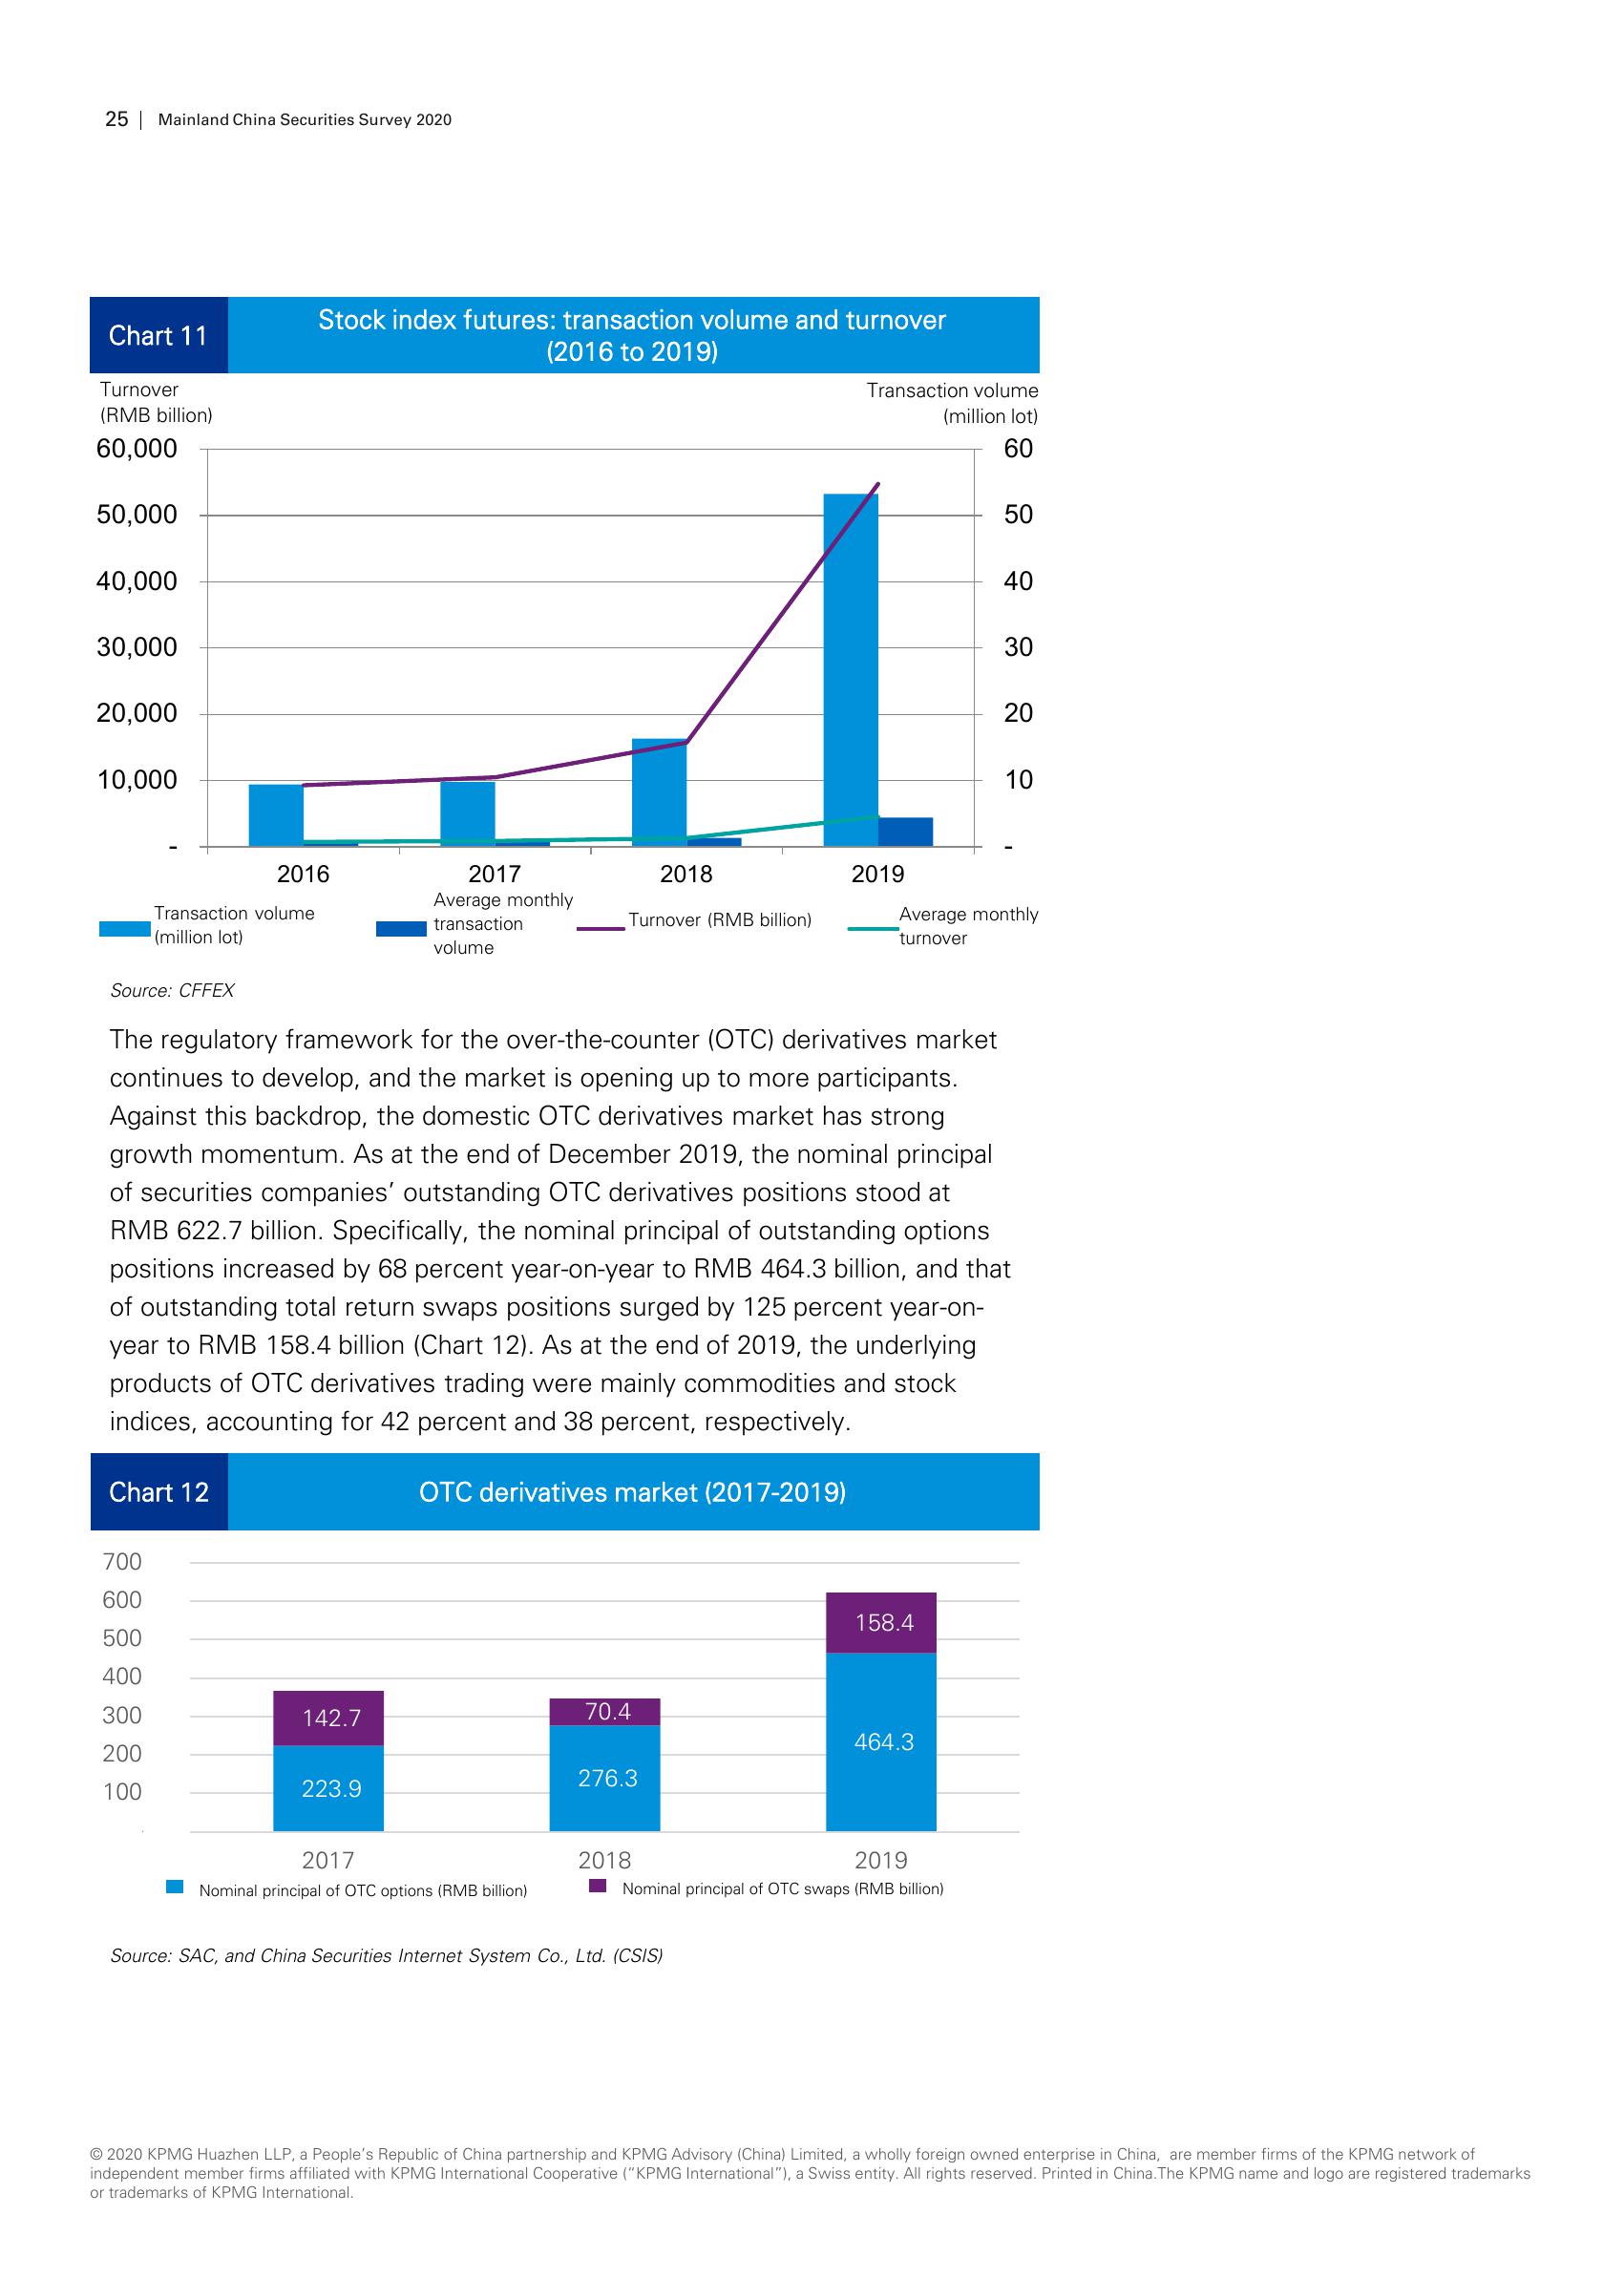 25 | Mainland China Securities Survey 2020
Chart 11
Stock index futures: transaction volume and turnover
(2016 to 2019)
Turnover
(RMB billion)
Transaction volume
(million lot)
60,000
60
50,000
50
40,000
40
30,000
30
20,000
20
10,000
10
-
-
2016
2017
2018
2019
Transaction volume
(million lot)
Average monthly
transaction
volume
Turnover (RMB billion)
Average monthly
turnover
Source: CFFEX
The regulatory framework for the over-the-counter (OTC) derivatives market
continues to develop, and the market is opening up to more participants.
Against this backdrop, the domestic OTC derivatives market has strong
growth momentum. As at the end of December 2019, the nominal principal
of securities companies’ outstanding OTC derivatives positions stood at
RMB 622.7 billion. Specifically, the nominal principal of outstanding options
positions increased by 68 percent year-on-year to RMB 464.3 billion, and that
of outstanding total return swaps positions surged by 125 percent year-on-
year to RMB 158.4 billion (Chart 12). As at the end of 2019, the underlying
products of OTC derivatives trading were mainly commodities and stock
indices, accounting for 42 percent and 38 percent, respectively.
Chart 12
OTC derivatives market (2017-2019)
700
600
500
400
300
200
100
142.7
223.9
70.4
276.3
158.4
464.3
2017
2018
2019
Nominal principal of OTC options (RMB billion)
Nominal principal of OTC swaps (RMB billion)
Source: SAC, and China Securities Internet System Co., Ltd. (CSIS)
© 2020 KPMG Huazhen LLP, a People’s Republic of China partnership and KPMG Advisory (China) Limited, a wholly foreign owned enterprise in China, are member firms of the KPMG network of
independent member firms affiliated with KPMG International Cooperative (“KPMG International”), a Swiss entity. All rights reserved. Printed in China.The KPMG name and logo are registered trademarks
or trademarks of KPMG International.